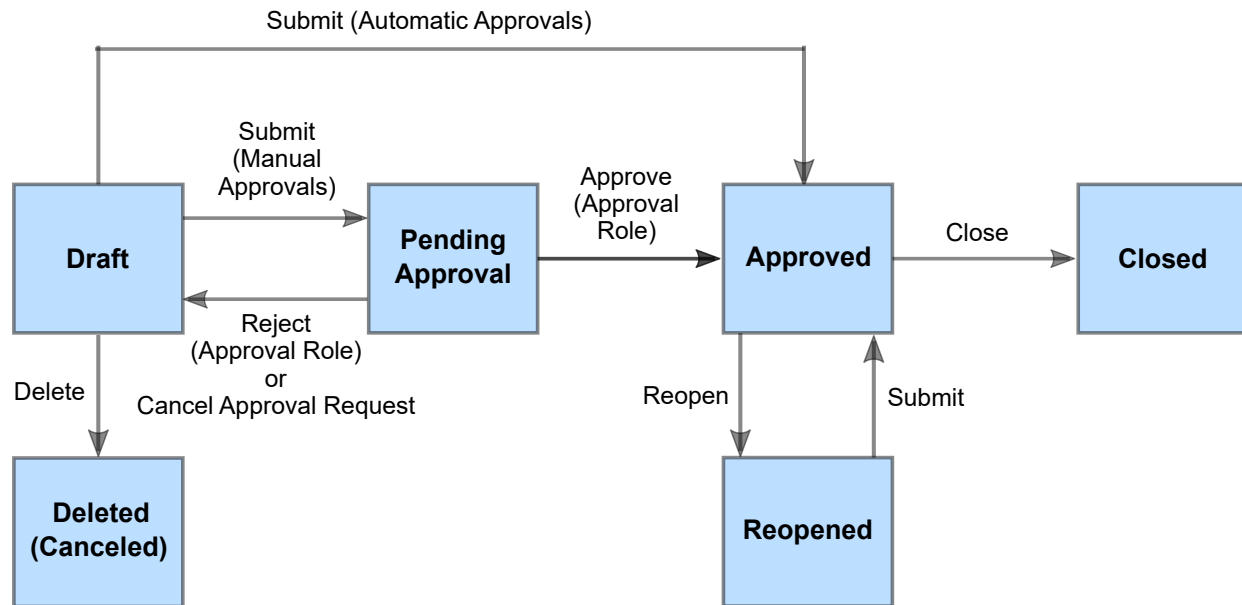 Submit (Automatic Approvals)
Submit
(Manual
Approvals)
Approve
(Approval
Role)
Draft
Pending
Approval
Approved
Close
Closed
Reject
(Approval Role)
or
Cancel Approval Request
Delete
Reopen
Submit
Deleted
(Canceled)
Reopened